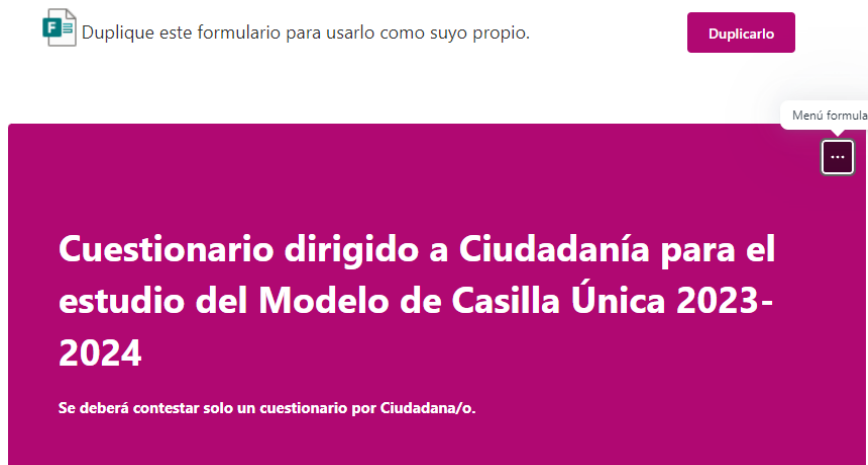 Duplique este formulario para usarlo como suyo propio.
Duplicarlo
Menú formula
Cuestionario dirigido a Ciudadanía para el
estudio del Modelo de Casilla Única 2023-
2024
Se deberá contestar solo un cuestionario por Ciudadana/o.